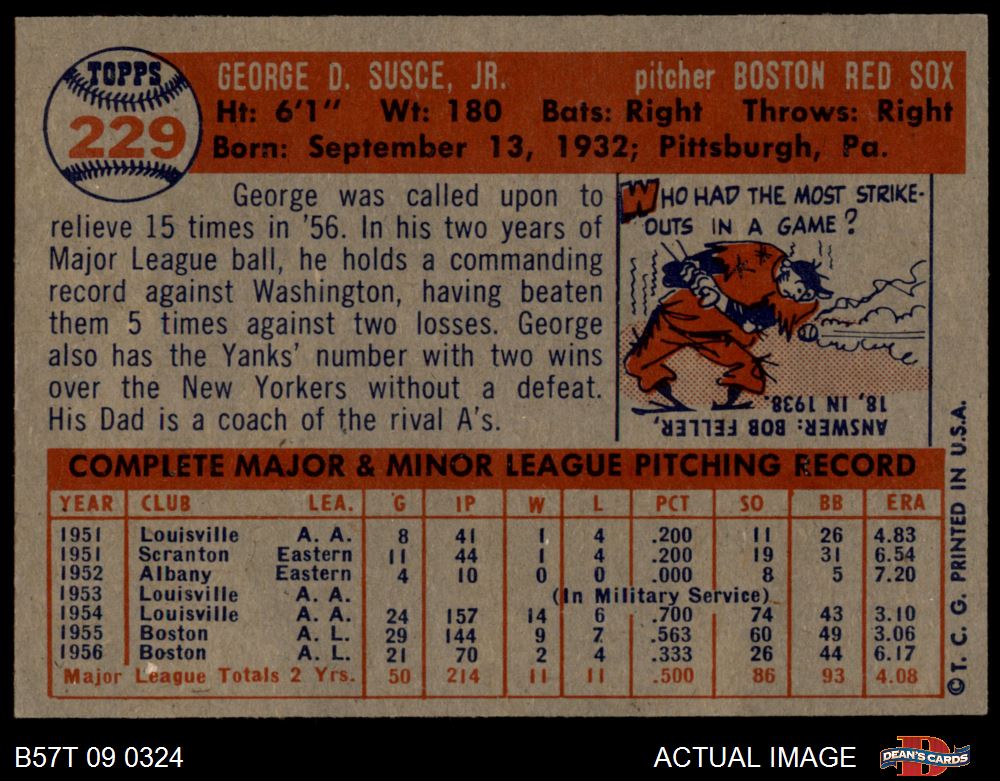 TOPPS
229
GEORGE D. SUSCE, JR. pitcher BOSTON RED SOX
Ht: 6'1" Wt: 180 Bats: Right Throws: Right
Born: September 13, 1932; Pittsburgh, Pa.
George was called upon to
relieve 15 times in '56. In his two years of
Major League ball, he holds a commanding
record against Washington, having beaten
them 5 times against two losses. George
also has the Yanks' number with two wins
over the New Yorkers without a defeat.
His Dad is a coach of the rival A's.
WHO HAD THE MOST STRIKE-
OUTS IN A GAME?
ANSWER: BOB FELLER,
18, IN 1938.
COMPLETE MAJOR & MINOR LEAGUE PITCHING RECORD
YEAR CLUB LEA. G IP W L PCT SO BB ERA
1951 Louisville A. A. 8 41 1 4 .200 11 26 4.83
1951 Scranton Eastern 11 44 1 4 .200 19 31 6.54
1952 Albany Eastern 4 10 0 0 .000 8 5 7.20
1953 Louisville A. A. (In Military Service)
1954 Louisville A. A. 24 157 14 6 .700 74 43 3.10
1955 Boston A. L. 29 144 9 7 .563 60 49 3.06
1956 Boston A. L. 21 70 2 4 .333 26 44 6.17
Major League Totals 2 Yrs. 50 214 11 11 .500 86 93 4.08
© T. C. G. PRINTED IN U.S.A.
B57T 09 0324 ACTUAL IMAGE
DEAN'S CARDS